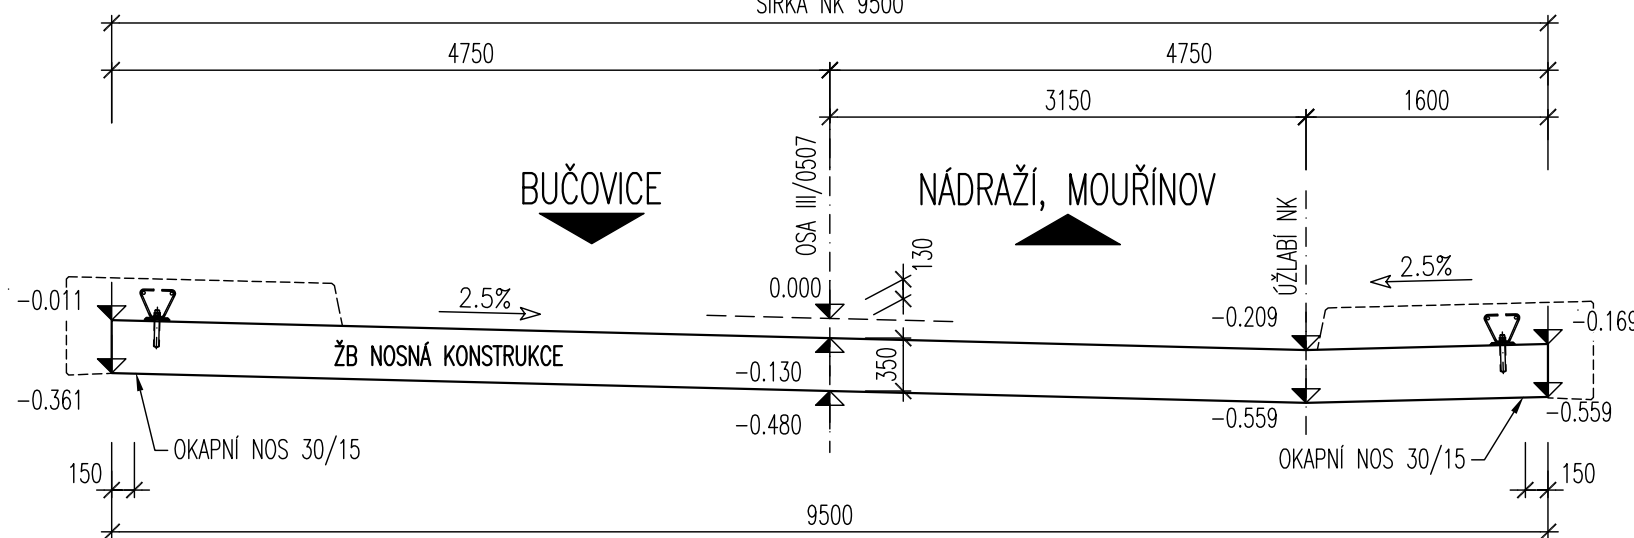 ŠÍŘKA NK 9500
4750
4750
3150
1600
OSA III/0507
BUČOVICE
NÁDRAŽÍ, MOUŘÍNOV
ÚŽLABÍ NK
130
2.5%
0.000
-0.011
2.5%
-0.209
-0.169
ŽB NOSNÁ KONSTRUKCE
350
-0.130
-0.361
-0.480
-0.559
-0.559
OKAPNÍ NOS 30/15
OKAPNÍ NOS 30/15
150
150
9500